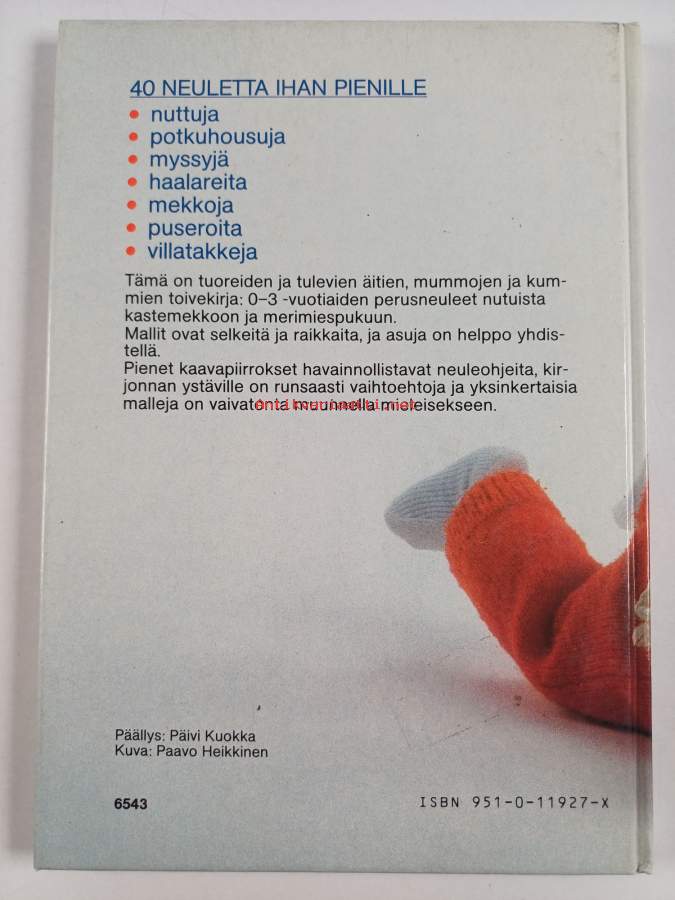 40 NEULETTA IHAN PIENILLE
• nuttuja
• potkuhousuja
• myssyjä
• haalareita
• mekkoja
• puseroita
• villatakkeja
Tämä on tuoreiden ja tulevien äitien, mummojen ja kum-
mien toivekirja: 0–3 -vuotiaiden perusneuleet nutuista
kastemekkoon ja merimiespukuun.
Mallit ovat selkeitä ja raikkaita, ja asuja on helppo yhdis-
tellä.
Pienet kaavapiirrokset havainnollistavat neuleohjeita, kir-
jonnan ystäville on runsaasti vaihtoehtoja ja yksinkertaisia
malleja on vaivatonta muunnella mieleisekseen.
Antikvariaatti.net
Päällys: Päivi Kuokka
Kuva: Paavo Heikkinen
6543
ISBN 951-0-11927-X